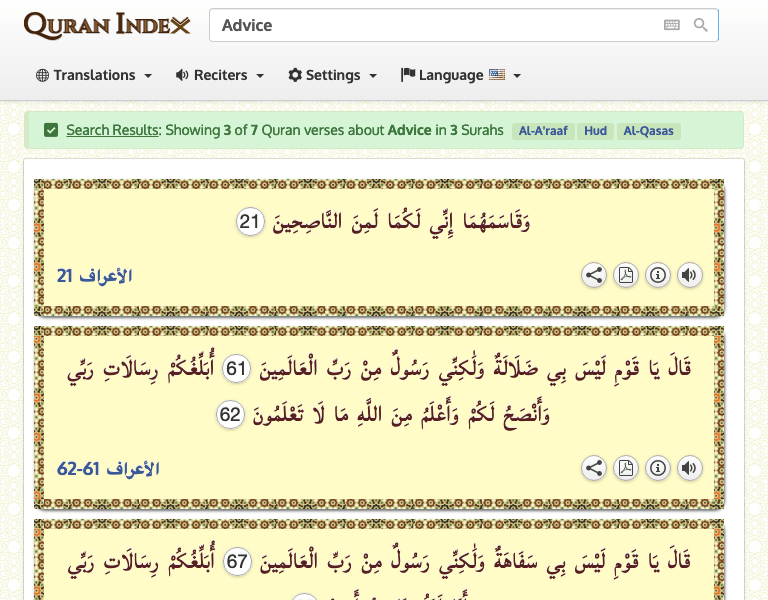 QURAN INDEX
Advice
Translations Reciters Settings Language
Search Results: Showing 3 of 7 Quran verses about Advice in 3 Surahs Al-A'raaf Hud Al-Qasas
وَقَاسَمَهُمَا إِنِّي لَكُمَا لَمِنَ النَّاصِحِينَ 21
الأعراف 21
قَالَ يَا قَوْمِ لَيْسَ بِي ضَلَالَةٌ وَلَٰكِنِّي رَسُولٌ مِنْ رَبِّ الْعَالَمِينَ 61 أُبَلِّغُكُمْ رِسَالَاتِ رَبِّي
وَأَنْصَحُ لَكُمْ وَأَعْلَمُ مِنَ اللَّهِ مَا لَا تَعْلَمُونَ 62
الأعراف 61-62
قَالَ يَا قَوْمِ لَيْسَ بِي سَفَاهَةٌ وَلَٰكِنِّي رَسُولٌ مِنْ رَبِّ الْعَالَمِينَ 67 أُبَلِّغُكُمْ رِسَالَاتِ رَبِّي